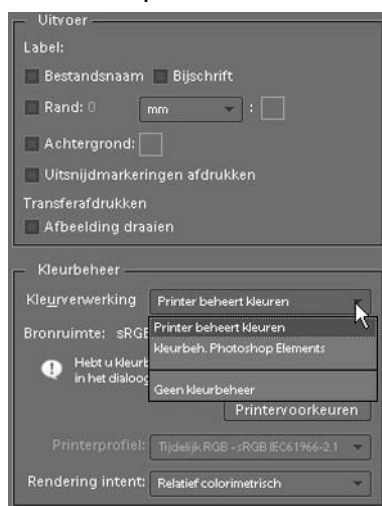 Uitvoer
Label:
Bestandsnaam Bijschrift
Rand: 0 mm :
Achtergrond:
Uitsnijdmarkeringen afdrukken
Transferafdrukken
Afbeelding draaien
Kleurbeheer
Kleurverwerking Printer beheert kleuren
Printer beheert kleuren
Bronruimte: sRGB
kleurbeh. Photoshop Elements
Hebt u kleurb
in het dialoog
Geen kleurbeheer
Printervoorkeuren
Printerprofiel: Tijdelijk RGB - sRGB IEC61966-2.1
Rendering intent: Relatief colorimetrisch